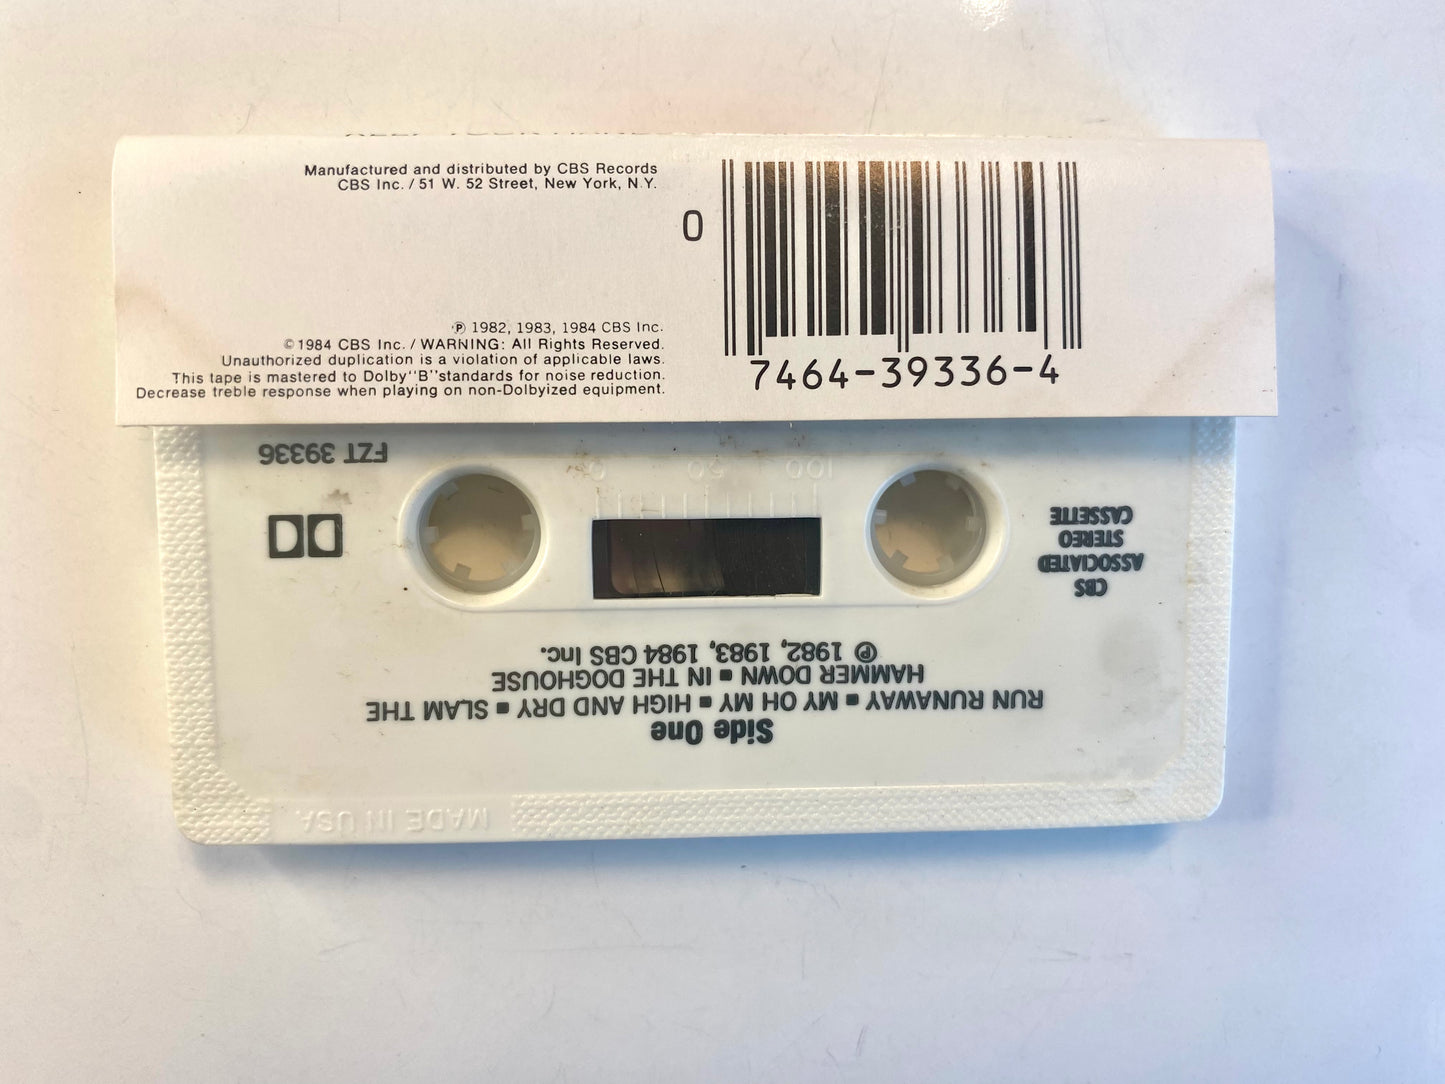 Manufactured and distributed by CBS Records
CBS Inc. / 51 W. 52 Street, New York, N.Y.
0
7464-39336-4
Ⓟ 1982, 1983, 1984 CBS Inc.
©1984 CBS Inc. / WARNING: All Rights Reserved.
Unauthorized duplication is a violation of applicable laws.
This tape is mastered to Dolby"B"standards for noise reduction.
Decrease treble response when playing on non-Dolbyized equipment.
MADE IN USA
Side One
RUN RUNAWAY ■ MY OH MY ■ HIGH AND DRY ■ SLAM THE
HAMMER DOWN ■ IN THE DOGHOUSE
Ⓟ 1982, 1983, 1984 CBS Inc.
CBS
ASSOCIATED
STEREO
CASSETTE
100 50 0
FZT 39336